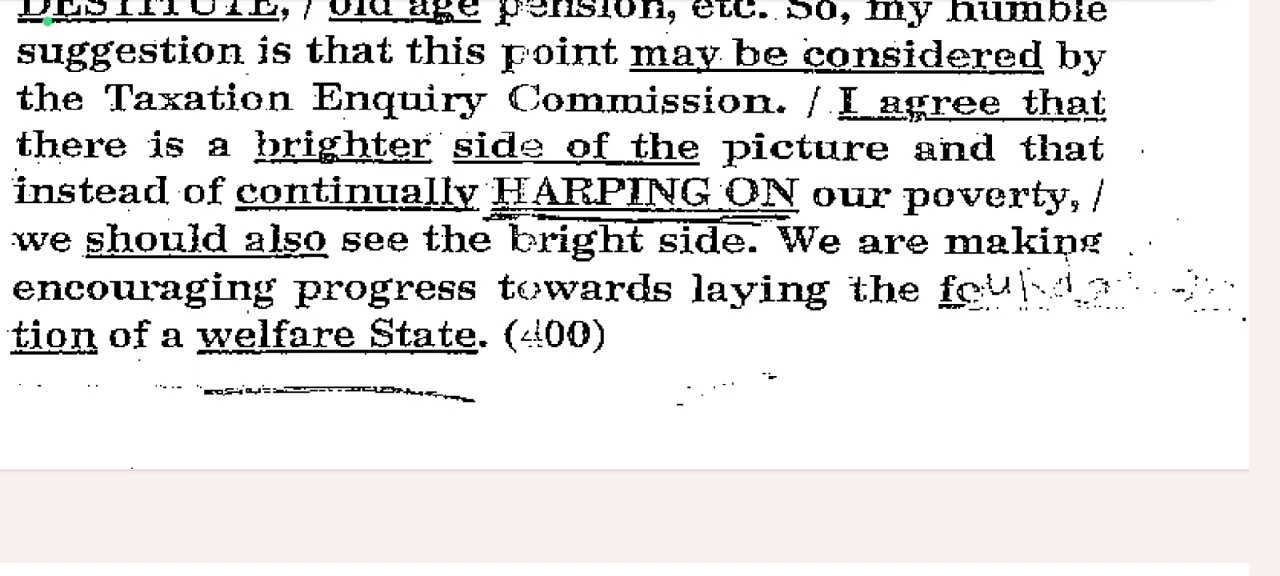 DESTITUTE, / old age pension, etc. So, my humble
suggestion is that this point may be considered by
the Taxation Enquiry Commission. / I agree that
there is a brighter side of the picture and that
instead of continually HARPING ON our poverty, /
we should also see the bright side. We are making
encouraging progress towards laying the founda-
tion of a welfare State. (400)